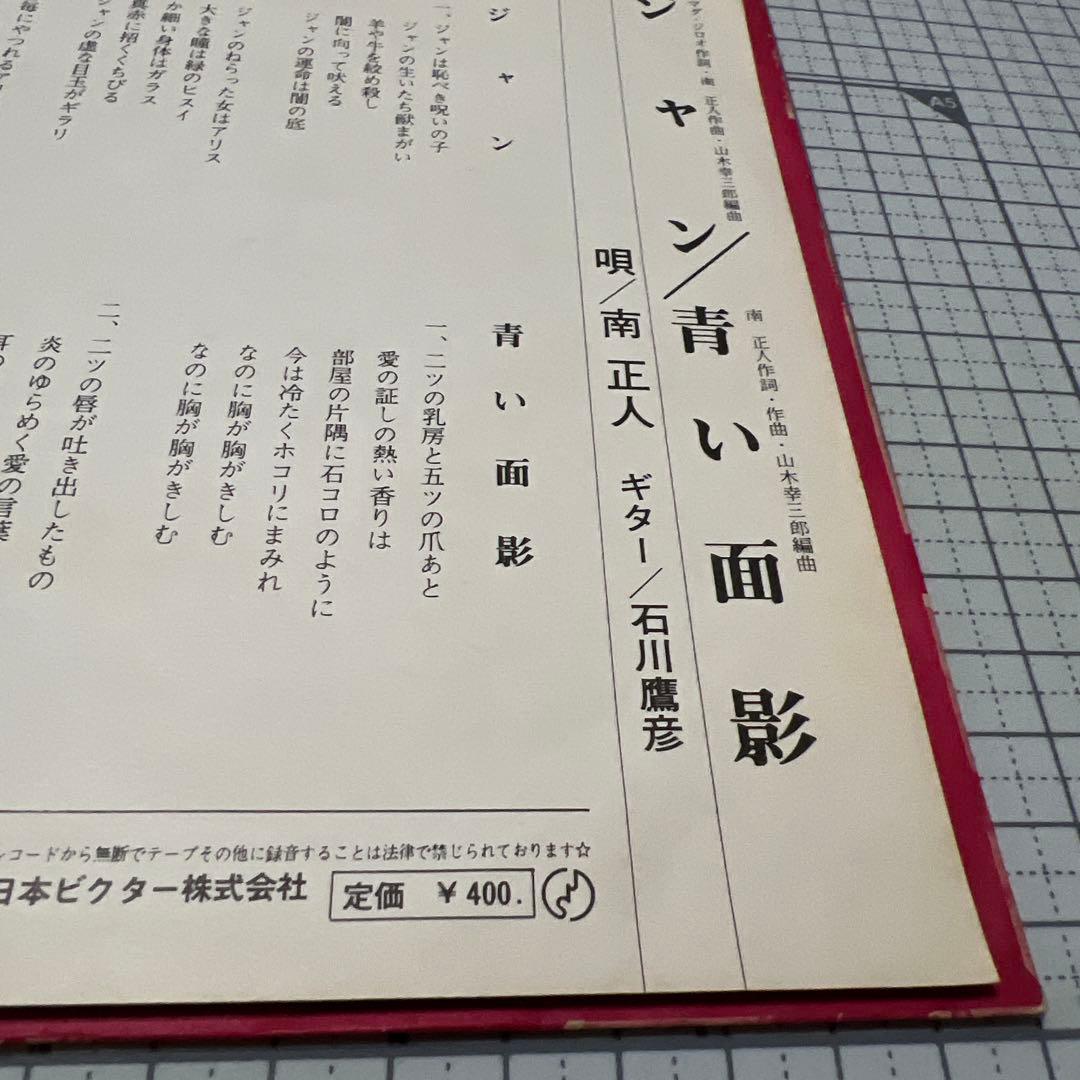 ンヤン/青い面影
マダ・ジロオ作詞・南 正人作曲・山木幸三郎編曲
南 正人作詞・作曲・山木幸三郎編曲
唄/南 正人 ギター/石川鷹彦
ジャン
一、ジャンは恥べき呪いの子
ジャンの生いたち獣まがい
羊や牛を絞め殺し
闇に向って吠える
ジャンの運命は闇の底
ジャンのねらった女はアリス
大きな瞳は緑のヒスイ
か細い身体はガラス
真赤に招くくちびる
ャンの虚な目玉がギラリ
毎にやつれるア
青い面影
一、二ツの乳房と五ツの爪あと
愛の証しの熱い香りは
部屋の片隅に石コロのように
今は冷たくホコリにまみれ
なのに胸が胸がきしむ
なのに胸が胸がきしむ
二、二ツの唇が吐き出したもの
炎のゆらめく愛の言葉
コードから無断でテープその他に録音することは法律で禁じられております☆
日本ビクター株式会社
定価 ¥400.
A5